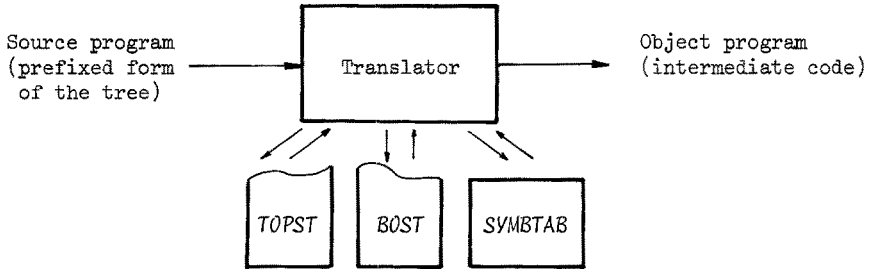 Source program
(prefixed form
of the tree)
Translator
Object program
(intermediate code)
TOPST
BOST
SYMBTAB